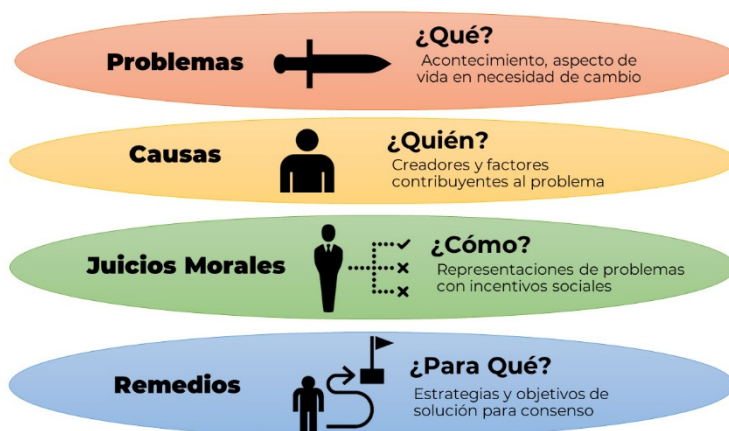 Problemas
¿Qué?
Acontecimiento, aspecto de
vida en necesidad de cambio
Causas
¿Quién?
Creadores y factores
contribuyentes al problema
Juicios Morales
¿Cómo?
Representaciones de problemas
con incentivos sociales
Remedios
¿Para Qué?
Estrategias y objetivos de
solución para consenso